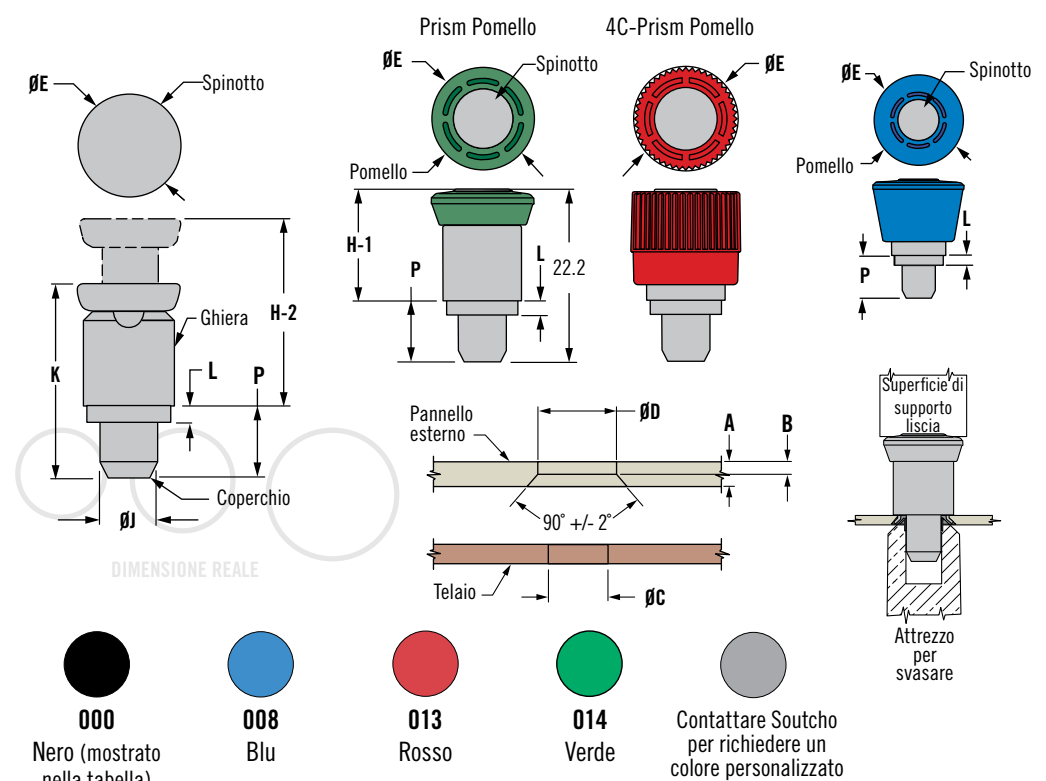 Prism Pomello
4C-Prism Pomello
ØE
Spinotto
ØE
Spinotto
ØE
ØE
Spinotto
Pomello
Pomello
H-1
P
L
22.2
L
P
K
Ghiera
H-2
L
P
Coperchio
ØJ
DIMENSIONE REALE
Pannello
esterno
ØD
A
B
90° +/- 2°
Telaio
ØC
Superficie di
supporto
liscia
Attrezzo
per
svasare
000
Nero (mostrato
nella tabella)
008
Blu
013
Rosso
014
Verde
Contattare Soutcho
per richiedere un
colore personalizzato